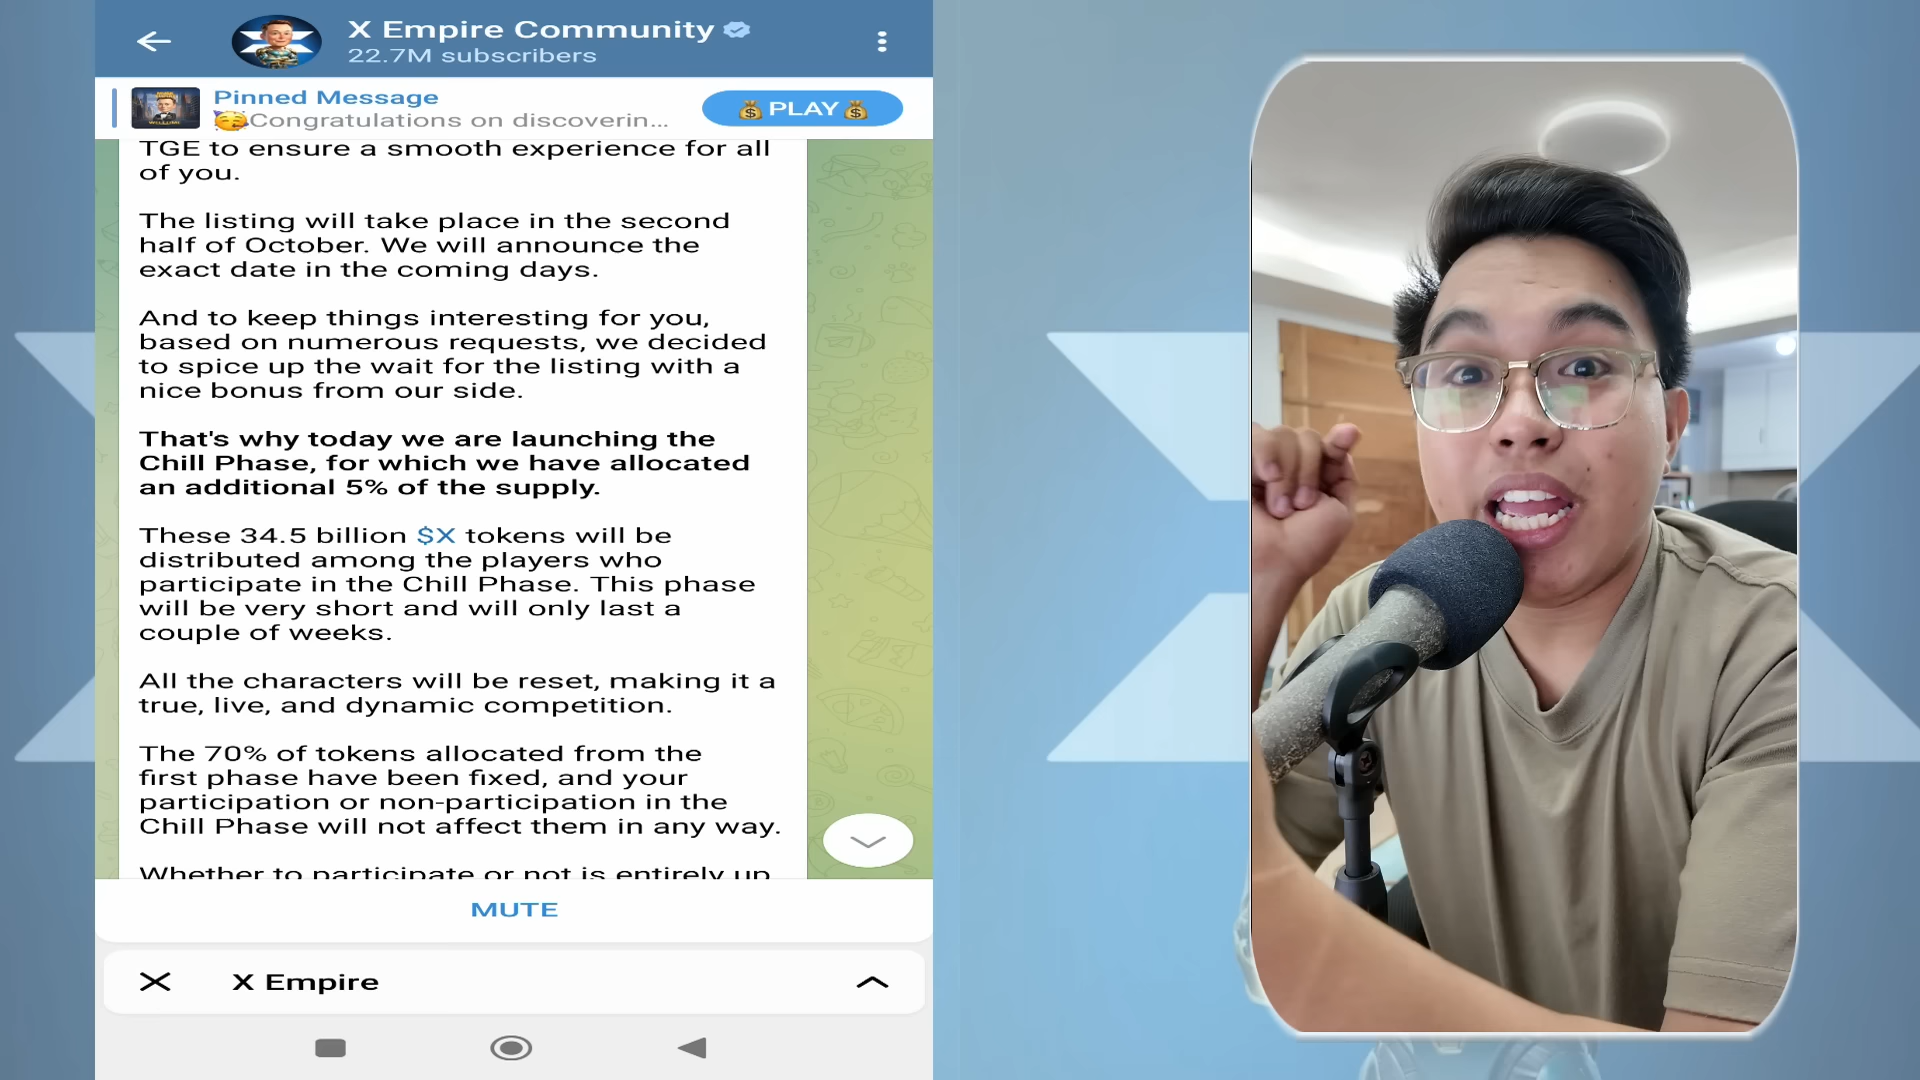 X Empire Community
22.7M subscribers
Pinned Message
Congratulations on discoverin...
PLAY
TGE to ensure a smooth experience for all
of you.
The listing will take place in the second
half of October. We will announce the
exact date in the coming days.
And to keep things interesting for you,
based on numerous requests, we decided
to spice up the wait for the listing with a
nice bonus from our side.
That's why today we are launching the
Chill Phase, for which we have allocated
an additional 5% of the supply.
These 34.5 billion $X tokens will be
distributed among the players who
participate in the Chill Phase. This phase
will be very short and will only last a
couple of weeks.
All the characters will be reset, making it a
true, live, and dynamic competition.
The 70% of tokens allocated from the
first phase have been fixed, and your
participation or non-participation in the
Chill Phase will not affect them in any way.
Whether to participate or not is entirely up
MUTE
X Empire